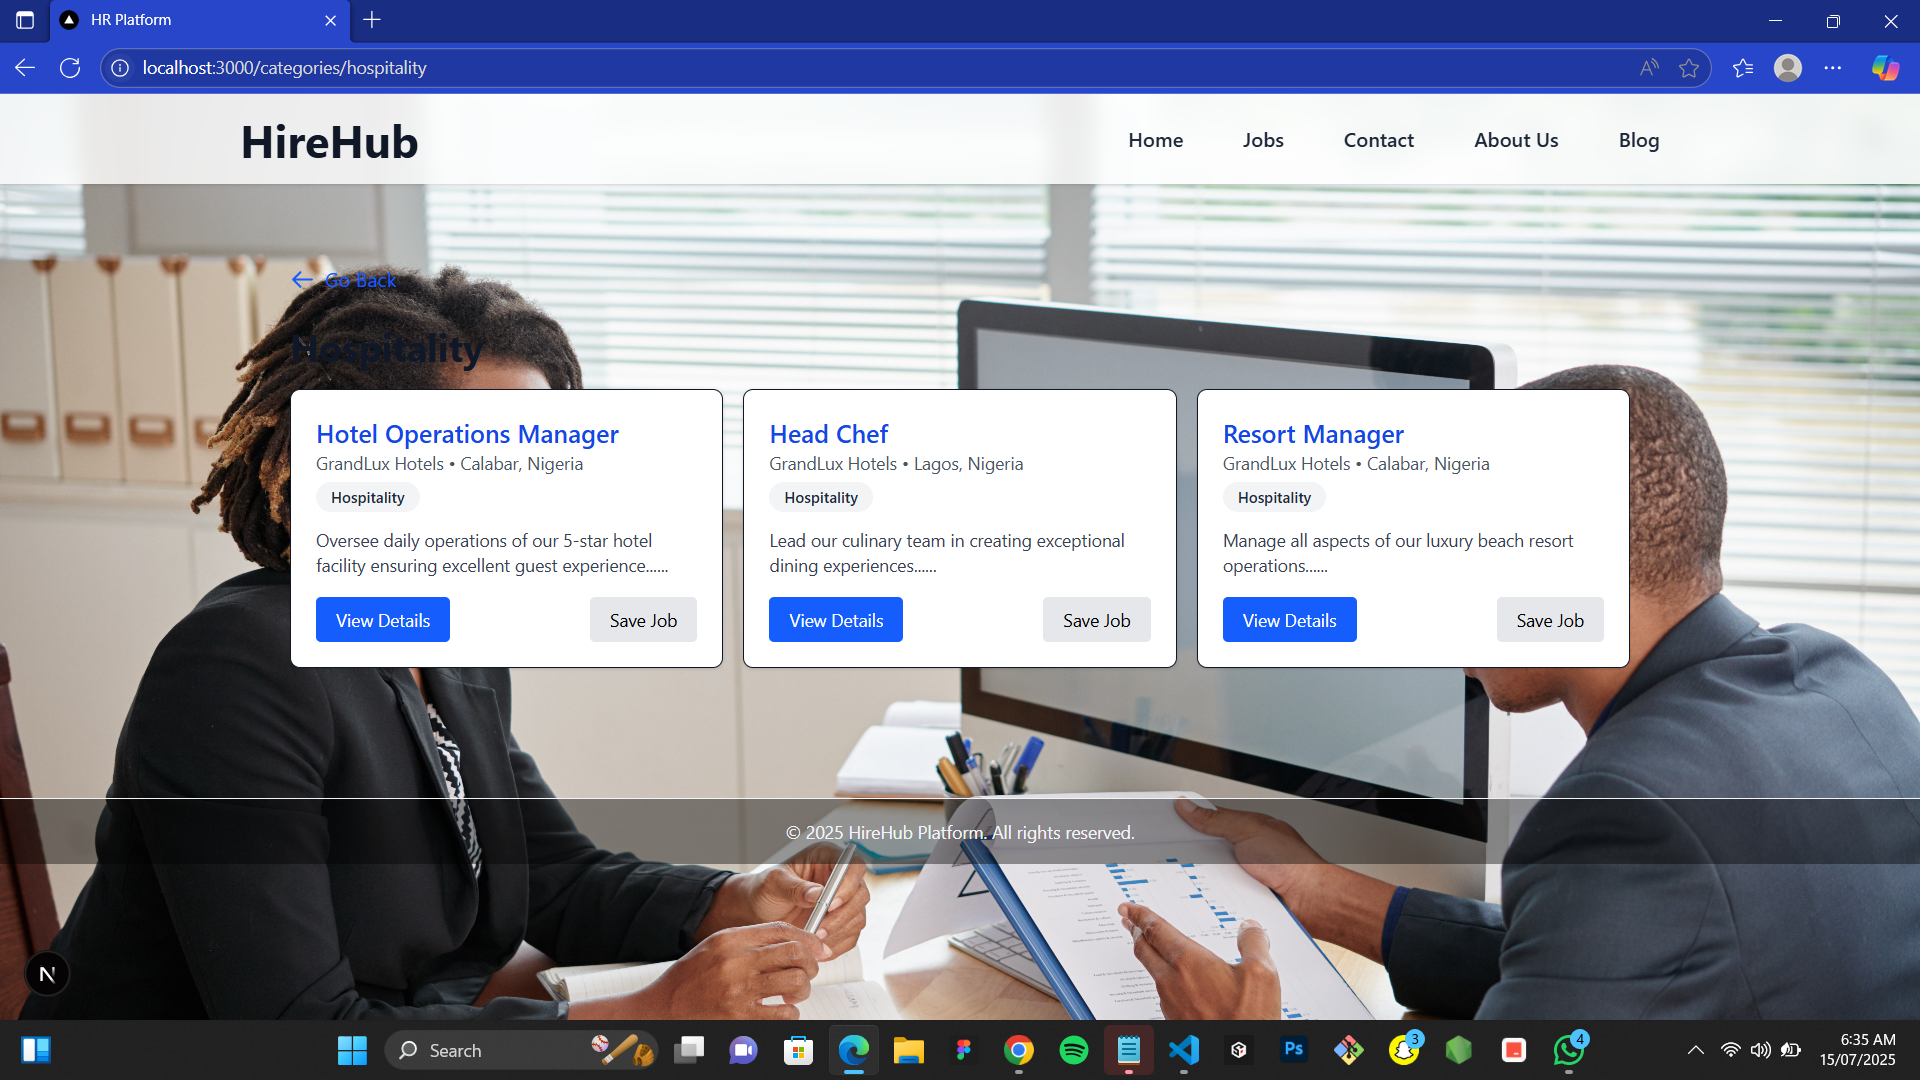 HR Platform
localhost:3000/categories/hospitality
HireHub
Home
Jobs
Contact
About Us
Blog
Go Back
Hospitality
Hotel Operations Manager
GrandLux Hotels • Calabar, Nigeria
Hospitality
Oversee daily operations of our 5-star hotel
facility ensuring excellent guest experience......
View Details
Save Job
Head Chef
GrandLux Hotels • Lagos, Nigeria
Hospitality
Lead our culinary team in creating exceptional
dining experiences......
View Details
Save Job
Resort Manager
GrandLux Hotels • Calabar, Nigeria
Hospitality
Manage all aspects of our luxury beach resort
operations......
View Details
Save Job
© 2025 HireHub Platform. All rights reserved.
N
Search
Ps
3
4
6:35 AM
15/07/2025